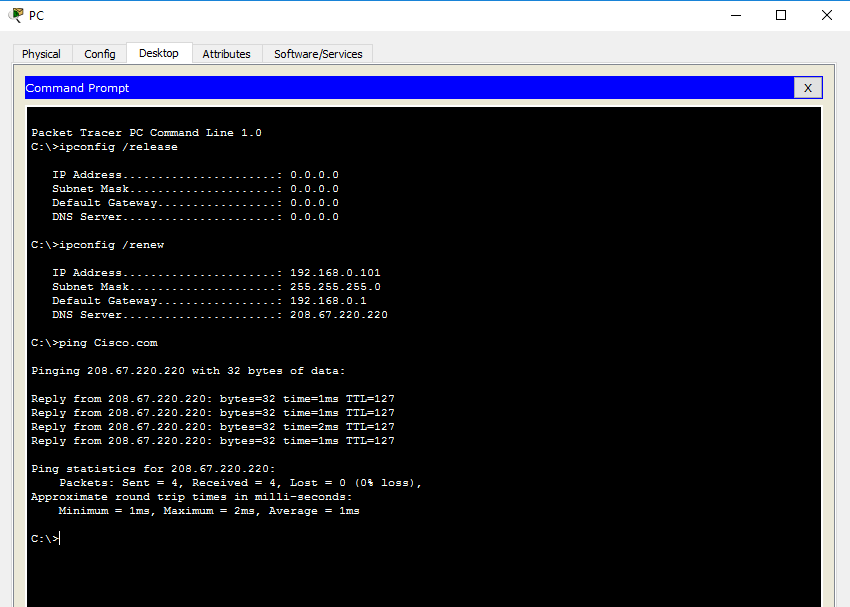 PC
Physical Config Desktop Attributes Software/Services
Command Prompt X
Packet Tracer PC Command Line 1.0
C:\>ipconfig /release
IP Address......................: 0.0.0.0
Subnet Mask.....................: 0.0.0.0
Default Gateway.................: 0.0.0.0
DNS Server......................: 0.0.0.0
C:\>ipconfig /renew
IP Address......................: 192.168.0.101
Subnet Mask.....................: 255.255.255.0
Default Gateway.................: 192.168.0.1
DNS Server......................: 208.67.220.220
C:\>ping Cisco.com
Pinging 208.67.220.220 with 32 bytes of data:
Reply from 208.67.220.220: bytes=32 time=1ms TTL=127
Reply from 208.67.220.220: bytes=32 time=1ms TTL=127
Reply from 208.67.220.220: bytes=32 time=2ms TTL=127
Reply from 208.67.220.220: bytes=32 time=1ms TTL=127
Ping statistics for 208.67.220.220:
Packets: Sent = 4, Received = 4, Lost = 0 (0% loss),
Approximate round trip times in milli-seconds:
Minimum = 1ms, Maximum = 2ms, Average = 1ms
C:\>